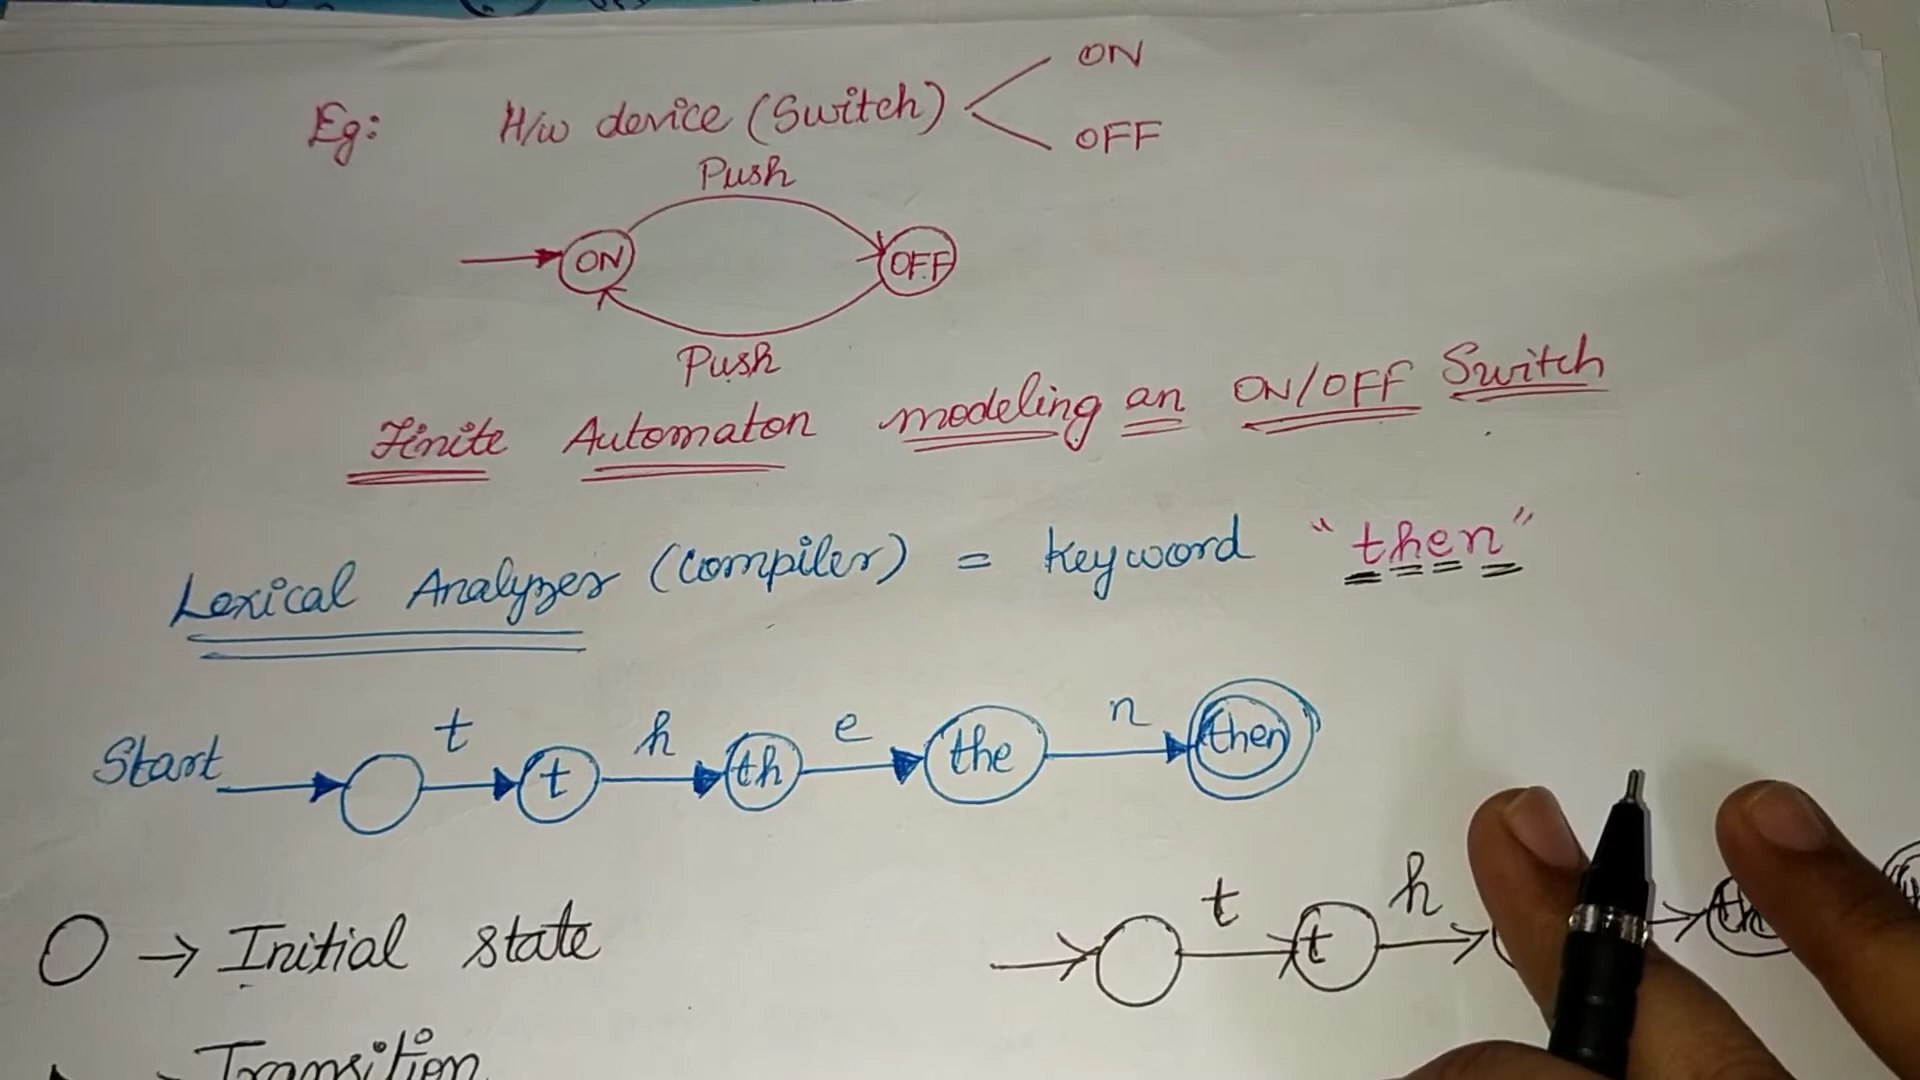 ON
Eg: H/w device (Switch)
OFF
Push
ON OFF
Push
Finite Automaton modeling an ON/OFF Switch
Lexical Analyzer (Compiler) = Keyword "then"
Start t h e n
t th the then
t h
t
O → Initial state
Transition